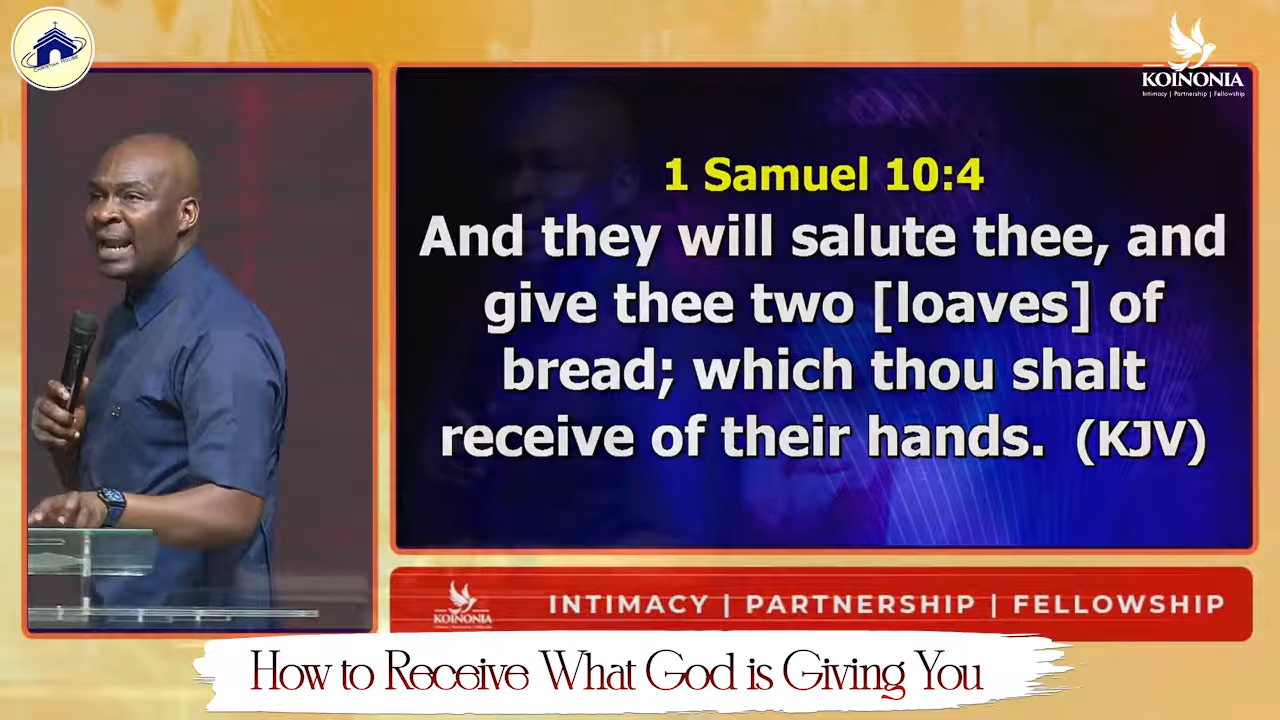 CHRISTIAN HOUSE
KOINONIA
Intimacy | Partnership | Fellowship
1 Samuel 10:4
And they will salute thee, and
give thee two [loaves] of
bread; which thou shalt
receive of their hands. (KJV)
KOINONIA
INTIMACY | PARTNERSHIP | FELLOWSHIP
How to Receive What God is Giving You